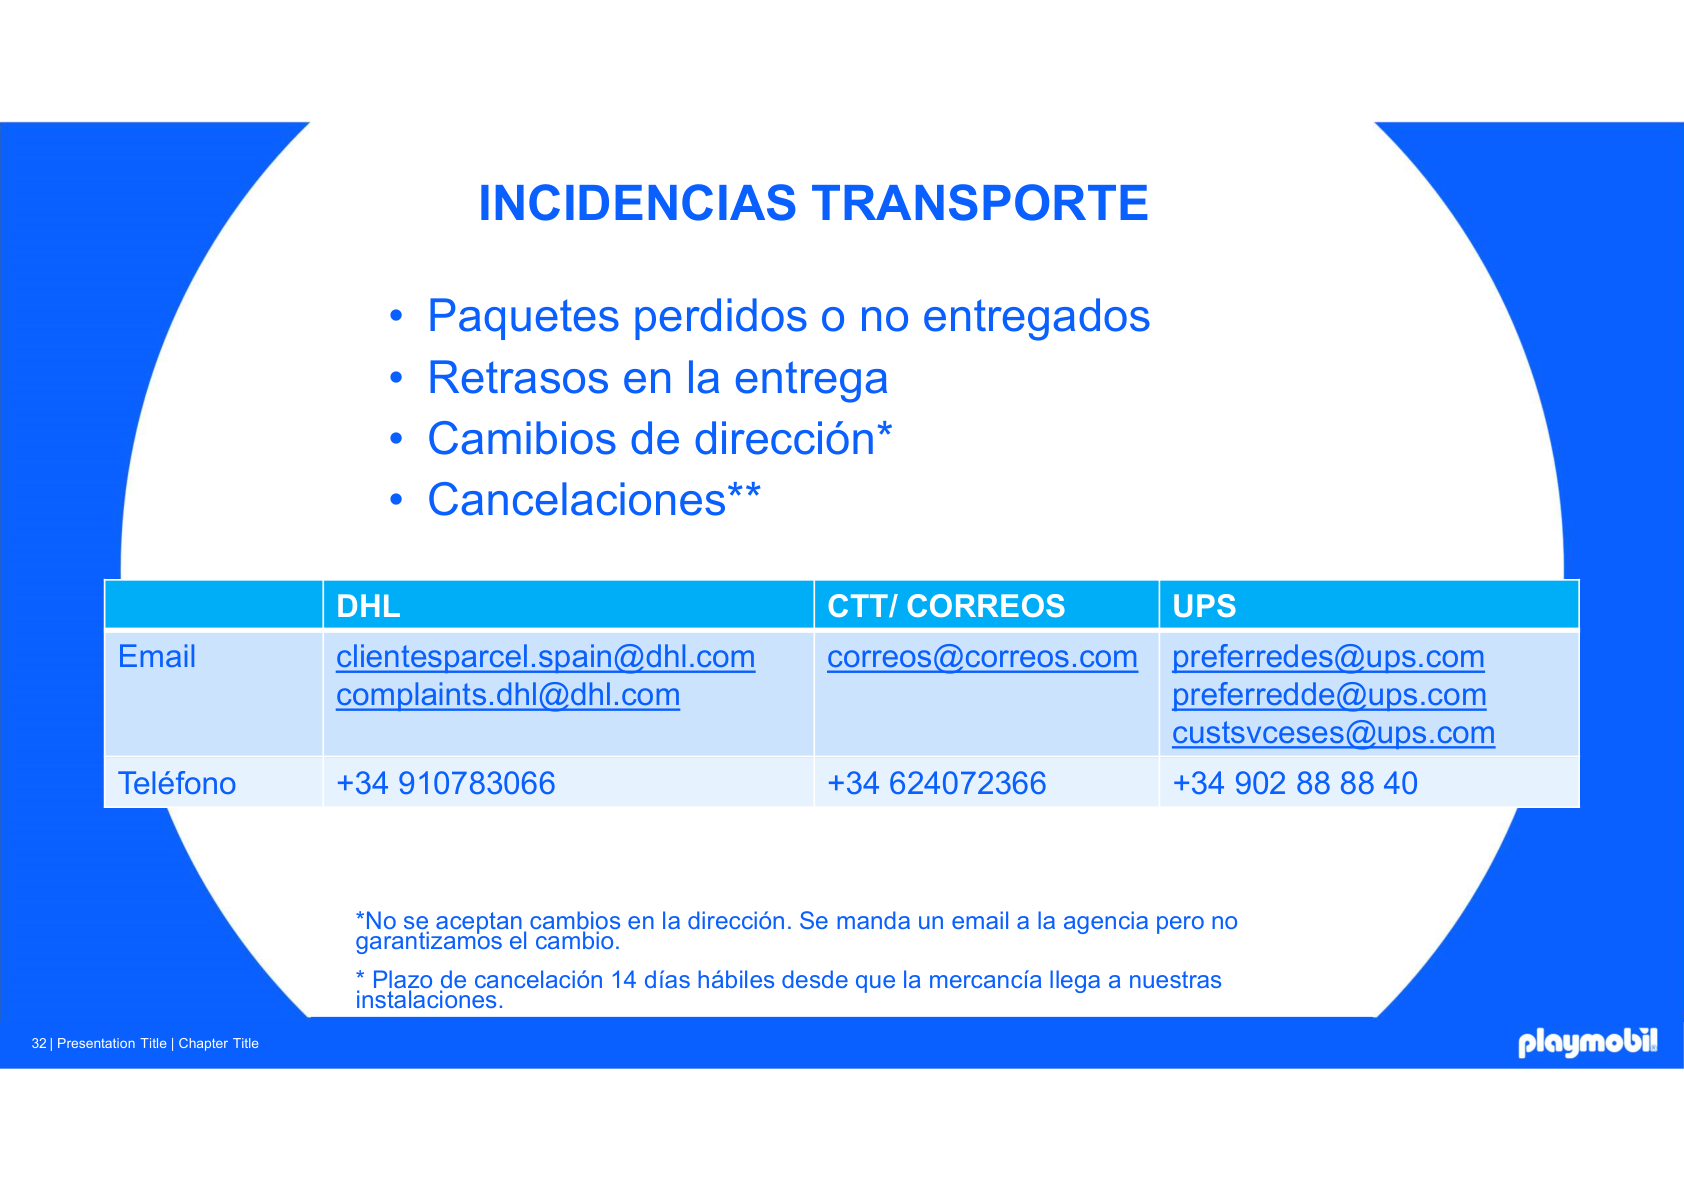 INCIDENCIAS TRANSPORTE
• Paquetes perdidos o no entregados
• Retrasos en la entrega
• Camibios de dirección*
• Cancelaciones**
DHL CTT/ CORREOS UPS
Email clientesparcel.spain@dhl.com correos@correos.com preferredes@ups.com
complaints.dhl@dhl.com preferredde@ups.com
custsvceses@ups.com
Teléfono +34 910783066 +34 624072366 +34 902 88 88 40
*No se aceptan cambios en la dirección. Se manda un email a la agencia pero no
garantizamos el cambio.
* Plazo de cancelación 14 días hábiles desde que la mercancía llega a nuestras
instalaciones.
32 | Presentation Title | Chapter Title
playmobil